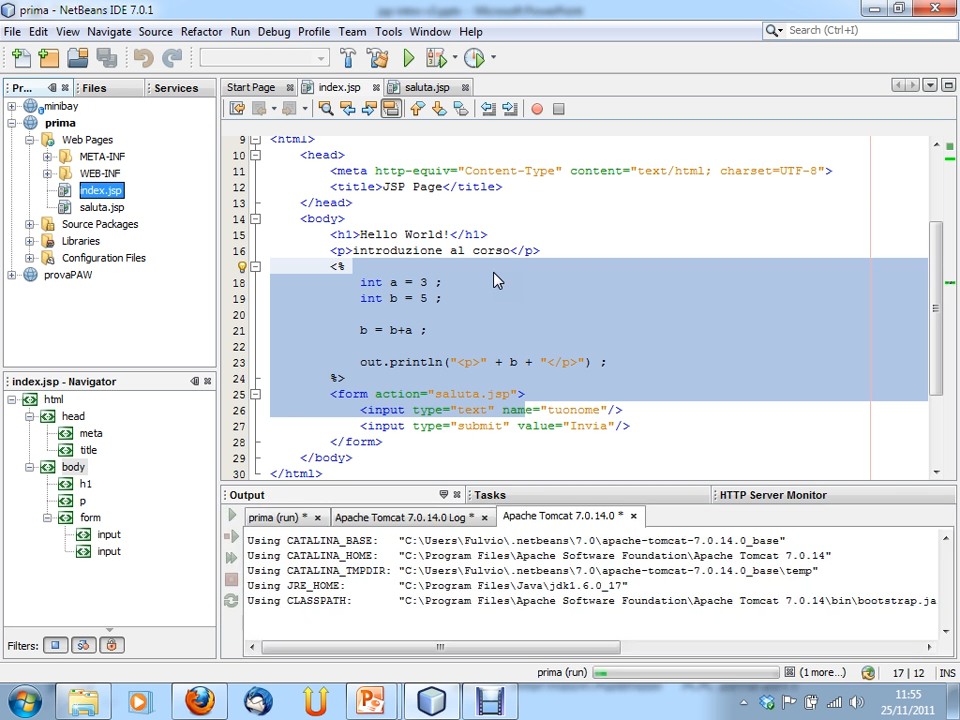 prima - NetBeans IDE 7.0.1
File Edit View Navigate Source Refactor Run Debug Profile Team Tools Window Help
Search (Ctrl+I)
Pr...
Files
Services
Start Page
index.jsp
saluta.jsp
minibay
prima
Web Pages
META-INF
WEB-INF
index.jsp
saluta.jsp
Source Packages
Libraries
Configuration Files
provaPAW
9 <html>
10 <head>
11 <meta http-equiv="Content-Type" content="text/html; charset=UTF-8">
12 <title>JSP Page</title>
13 </head>
14 <body>
15 <h1>Hello World!</h1>
16 <p>introduzione al corso</p>
<%
18 int a = 3 ;
19 int b = 5 ;
20
21 b = b+a ;
22
23 out.println("<p>" + b + "</p>") ;
24 %>
25 <form action="saluta.jsp">
26 <input type="text" name="tuonome"/>
27 <input type="submit" value="Invia"/>
28 </form>
29 </body>
30 </html>
index.jsp - Navigator
html
head
meta
title
body
h1
p
form
input
input
Filters:
Output
Tasks
HTTP Server Monitor
prima (run) *
Apache Tomcat 7.0.14.0 Log *
Apache Tomcat 7.0.14.0 *
Using CATALINA_BASE: "C:\Users\Fulvio\.netbeans\7.0\apache-tomcat-7.0.14.0_base"
Using CATALINA_HOME: "C:\Program Files\Apache Software Foundation\Apache Tomcat 7.0.14"
Using CATALINA_TMPDIR: "C:\Users\Fulvio\.netbeans\7.0\apache-tomcat-7.0.14.0_base\temp"
Using JRE_HOME: "C:\Program Files\Java\jdk1.6.0_17"
Using CLASSPATH: "C:\Program Files\Apache Software Foundation\Apache Tomcat 7.0.14\bin\bootstrap.ja
prima (run)
(1 more...)
17 | 12
INS
11:55
25/11/2011